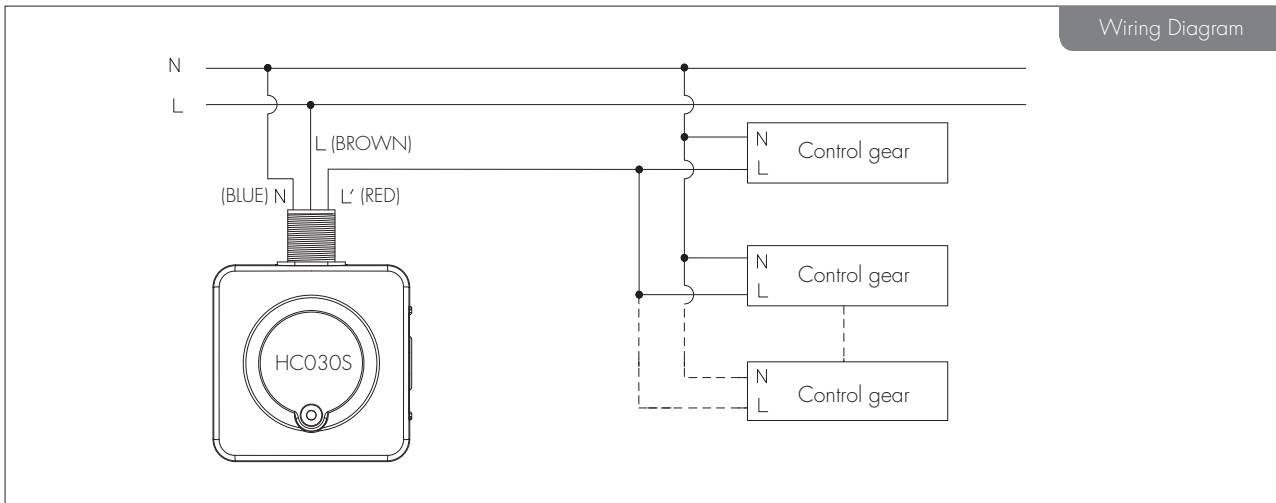 Wiring Diagram
N
L
L (BROWN)
(BLUE) N
L′ (RED)
HC030S
N
L
Control gear
N
L
Control gear
N
L
Control gear